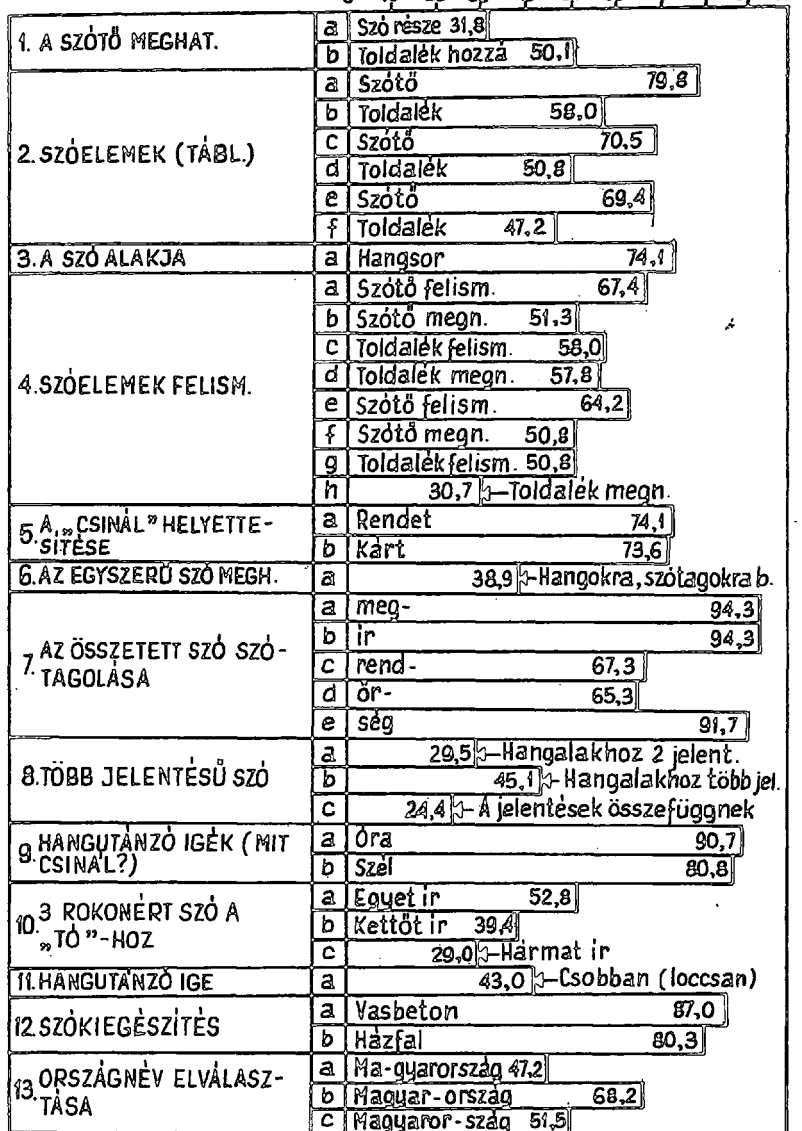 1. A SZÓTŐ MEGHAT.
a Szó része 31,8
b Toldalék hozzá 50,1
2. SZÓELEMEK (TÁBL.)
a Szótő 79,8
b Toldalék 58,0
c Szótő 70,5
d Toldalék 50,8
e Szótő 69,4
f Toldalék 47,2
3. A SZÓ ALAKJA
a Hangsor 74,1
4. SZÓELEMEK FELISM.
a Szótő felism. 67,4
b Szótő megn. 51,3
c Toldalék felism. 58,0
d Toldalék megn. 57,8
e Szótő felism. 64,2
f Szótő megn. 50,8
g Toldalék felism. 50,8
h 30,7 Toldalék megn.
5. A „CSINÁL" HELYETTE-
SÍTÉSE
a Rendet 74,1
b Kárt 73,6
6. AZ EGYSZERŰ SZÓ MEGH.
a 38,9 Hangokra, szótagokra b.
7. AZ ÖSSZETETT SZÓ SZÓ-
TAGOLÁSA
a meg- 94,3
b ír 94,3
c rend- 67,3
d őr- 65,3
e ség 91,7
8. TÖBB JELENTÉSŰ SZÓ
a 29,5 Hangalakhoz 2 jelent.
b 45,1 Hangalakhoz több jel.
c 24,4 A jelentések összefüggnek
9. HANGUTÁNZÓ IGÉK (MIT
CSINÁL?)
a Óra 90,7
b Szél 80,8
10. 3 ROKONÉRT SZÓ A
„TÓ"-HOZ
a Egyet ír 52,8
b Kettőt ír 39,4
c 29,0 Hármat ír
11. HANGUTÁNZÓ IGE
a 43,0 Csobban (loccsan)
12. SZÓKIEGÉSZÍTÉS
a Vasbeton 87,0
b Házfal 80,3
13. ORSZÁGNÉV ELVÁLASZ-
TÁSA
a Ma-gyarország 47,2
b Magyar-ország 68,2
c Magyaror-szág 51,5